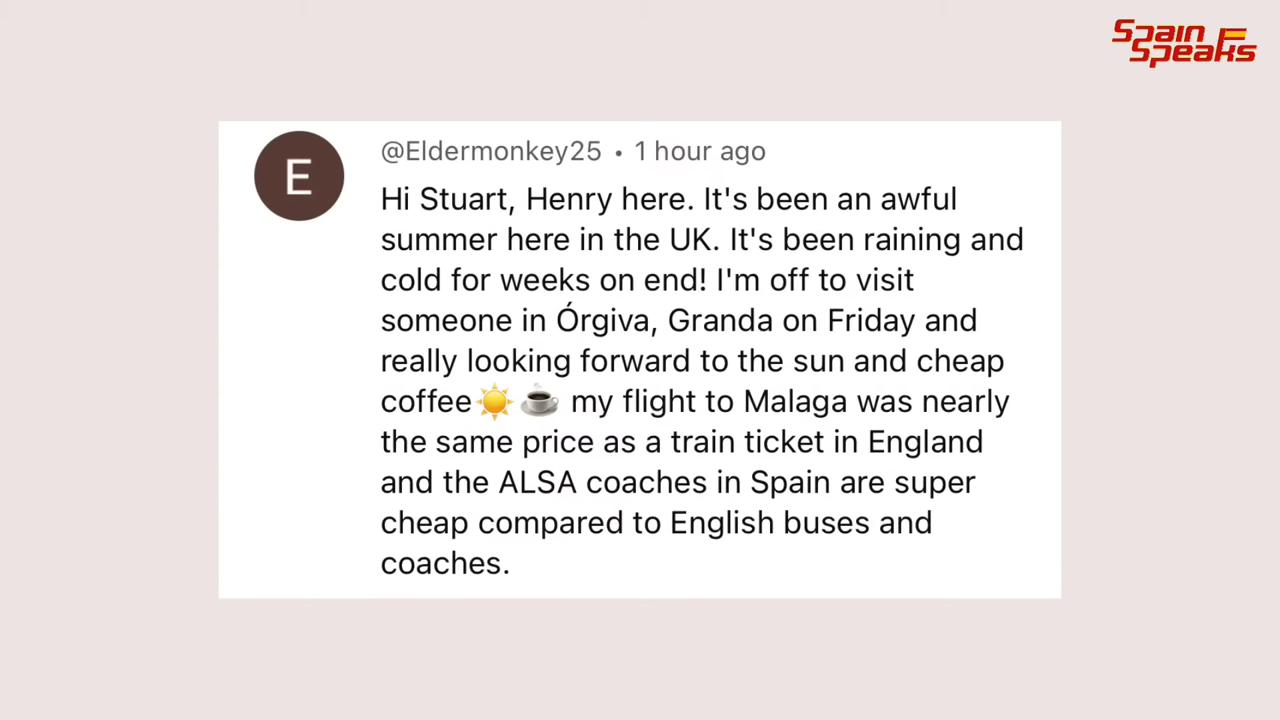 Spain
Speaks
E
@Eldermonkey25 • 1 hour ago
Hi Stuart, Henry here. It's been an awful
summer here in the UK. It's been raining and
cold for weeks on end! I'm off to visit
someone in Órgiva, Granda on Friday and
really looking forward to the sun and cheap
coffee☀️☕ my flight to Malaga was nearly
the same price as a train ticket in England
and the ALSA coaches in Spain are super
cheap compared to English buses and
coaches.